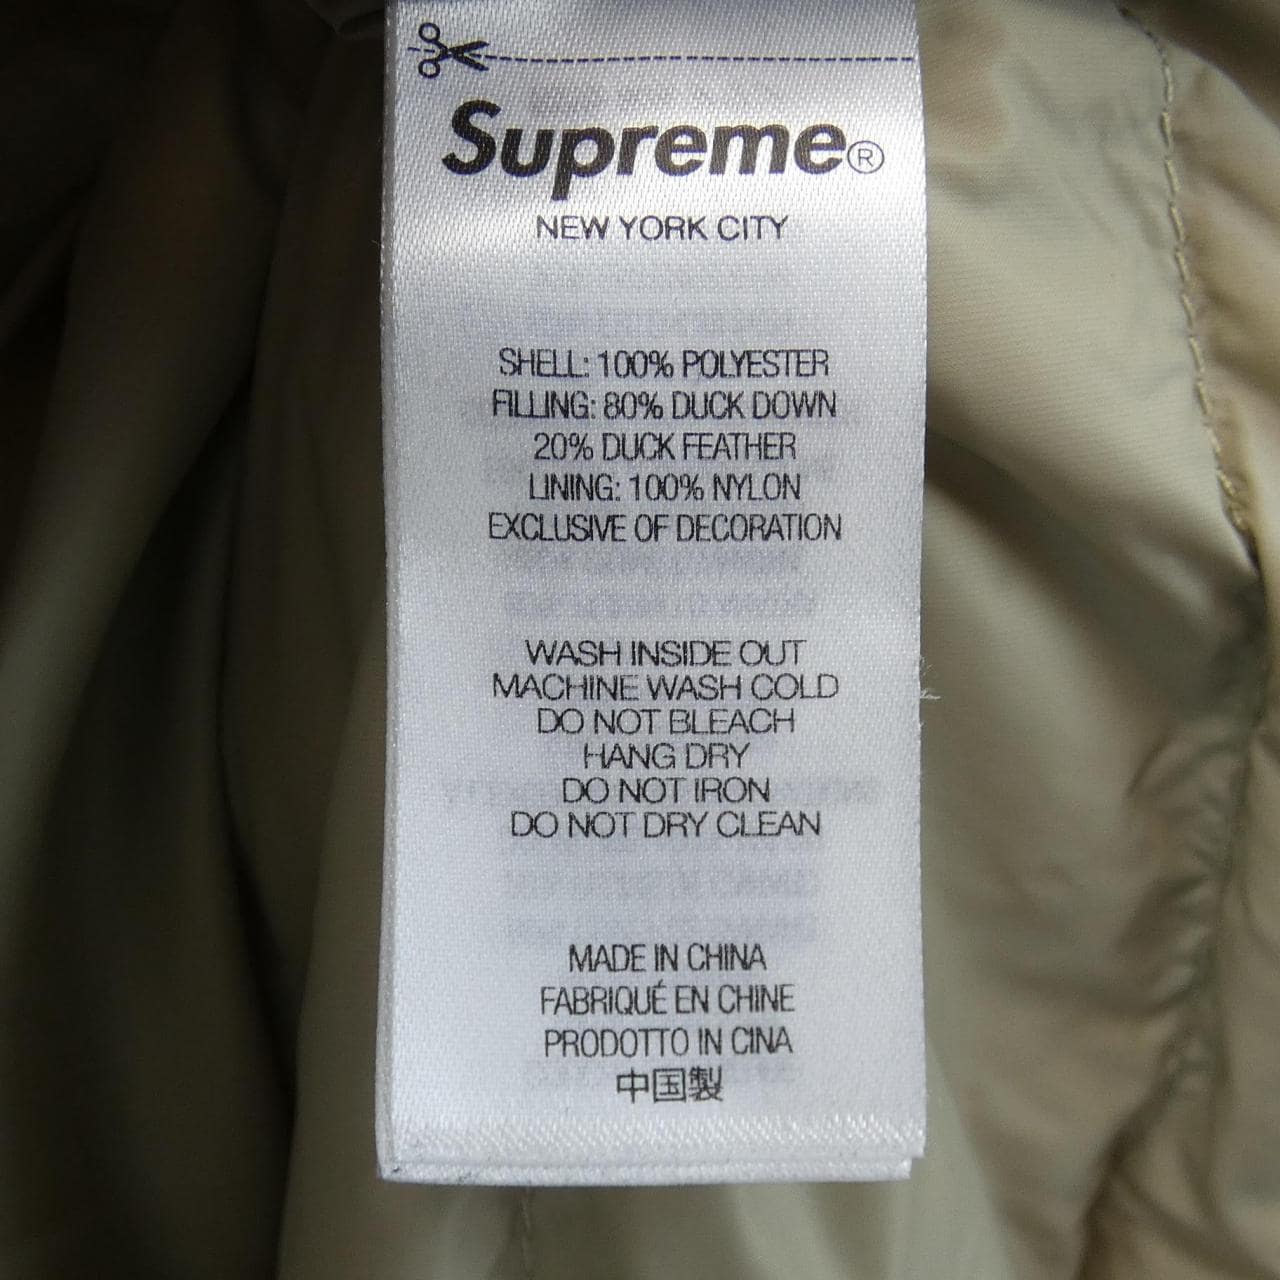 Supreme®
NEW YORK CITY
SHELL: 100% POLYESTER
FILLING: 80% DUCK DOWN
20% DUCK FEATHER
LINING: 100% NYLON
EXCLUSIVE OF DECORATION
WASH INSIDE OUT
MACHINE WASH COLD
DO NOT BLEACH
HANG DRY
DO NOT IRON
DO NOT DRY CLEAN
MADE IN CHINA
FABRIQUÉ EN CHINE
PRODOTTO IN CINA
中国製